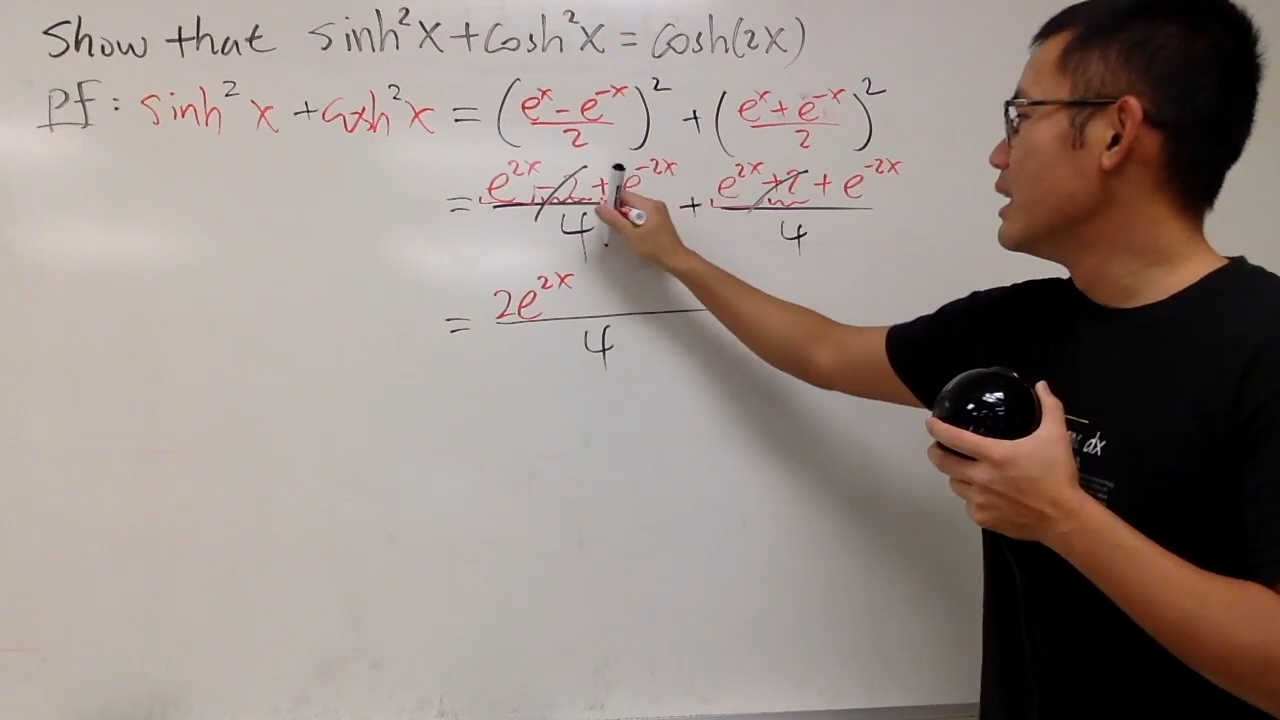 Show that sinh²x + cosh²x = cosh(2x)
pf: sinh²x + cosh²x = ((eˣ - e⁻ˣ)/2)² + ((eˣ + e⁻ˣ)/2)²
= (e²ˣ - 2 + e⁻²ˣ)/4 + (e²ˣ + 2 + e⁻²ˣ)/4
= 2e²ˣ/4
dx